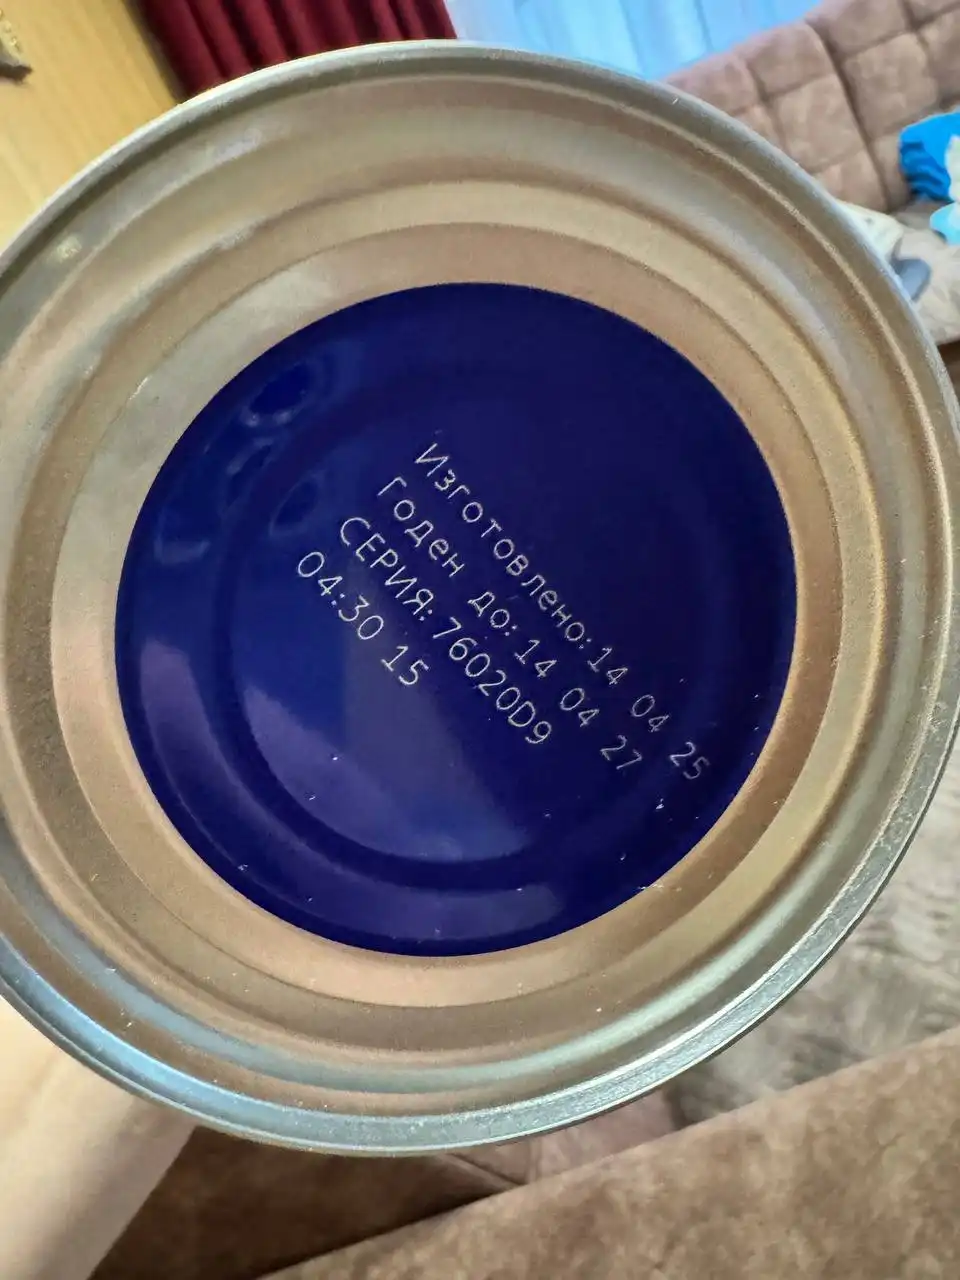 Изготовлено: 14 04 25
Годен до: 14 04 27
СЕРИЯ: 76020D9
04:30 15